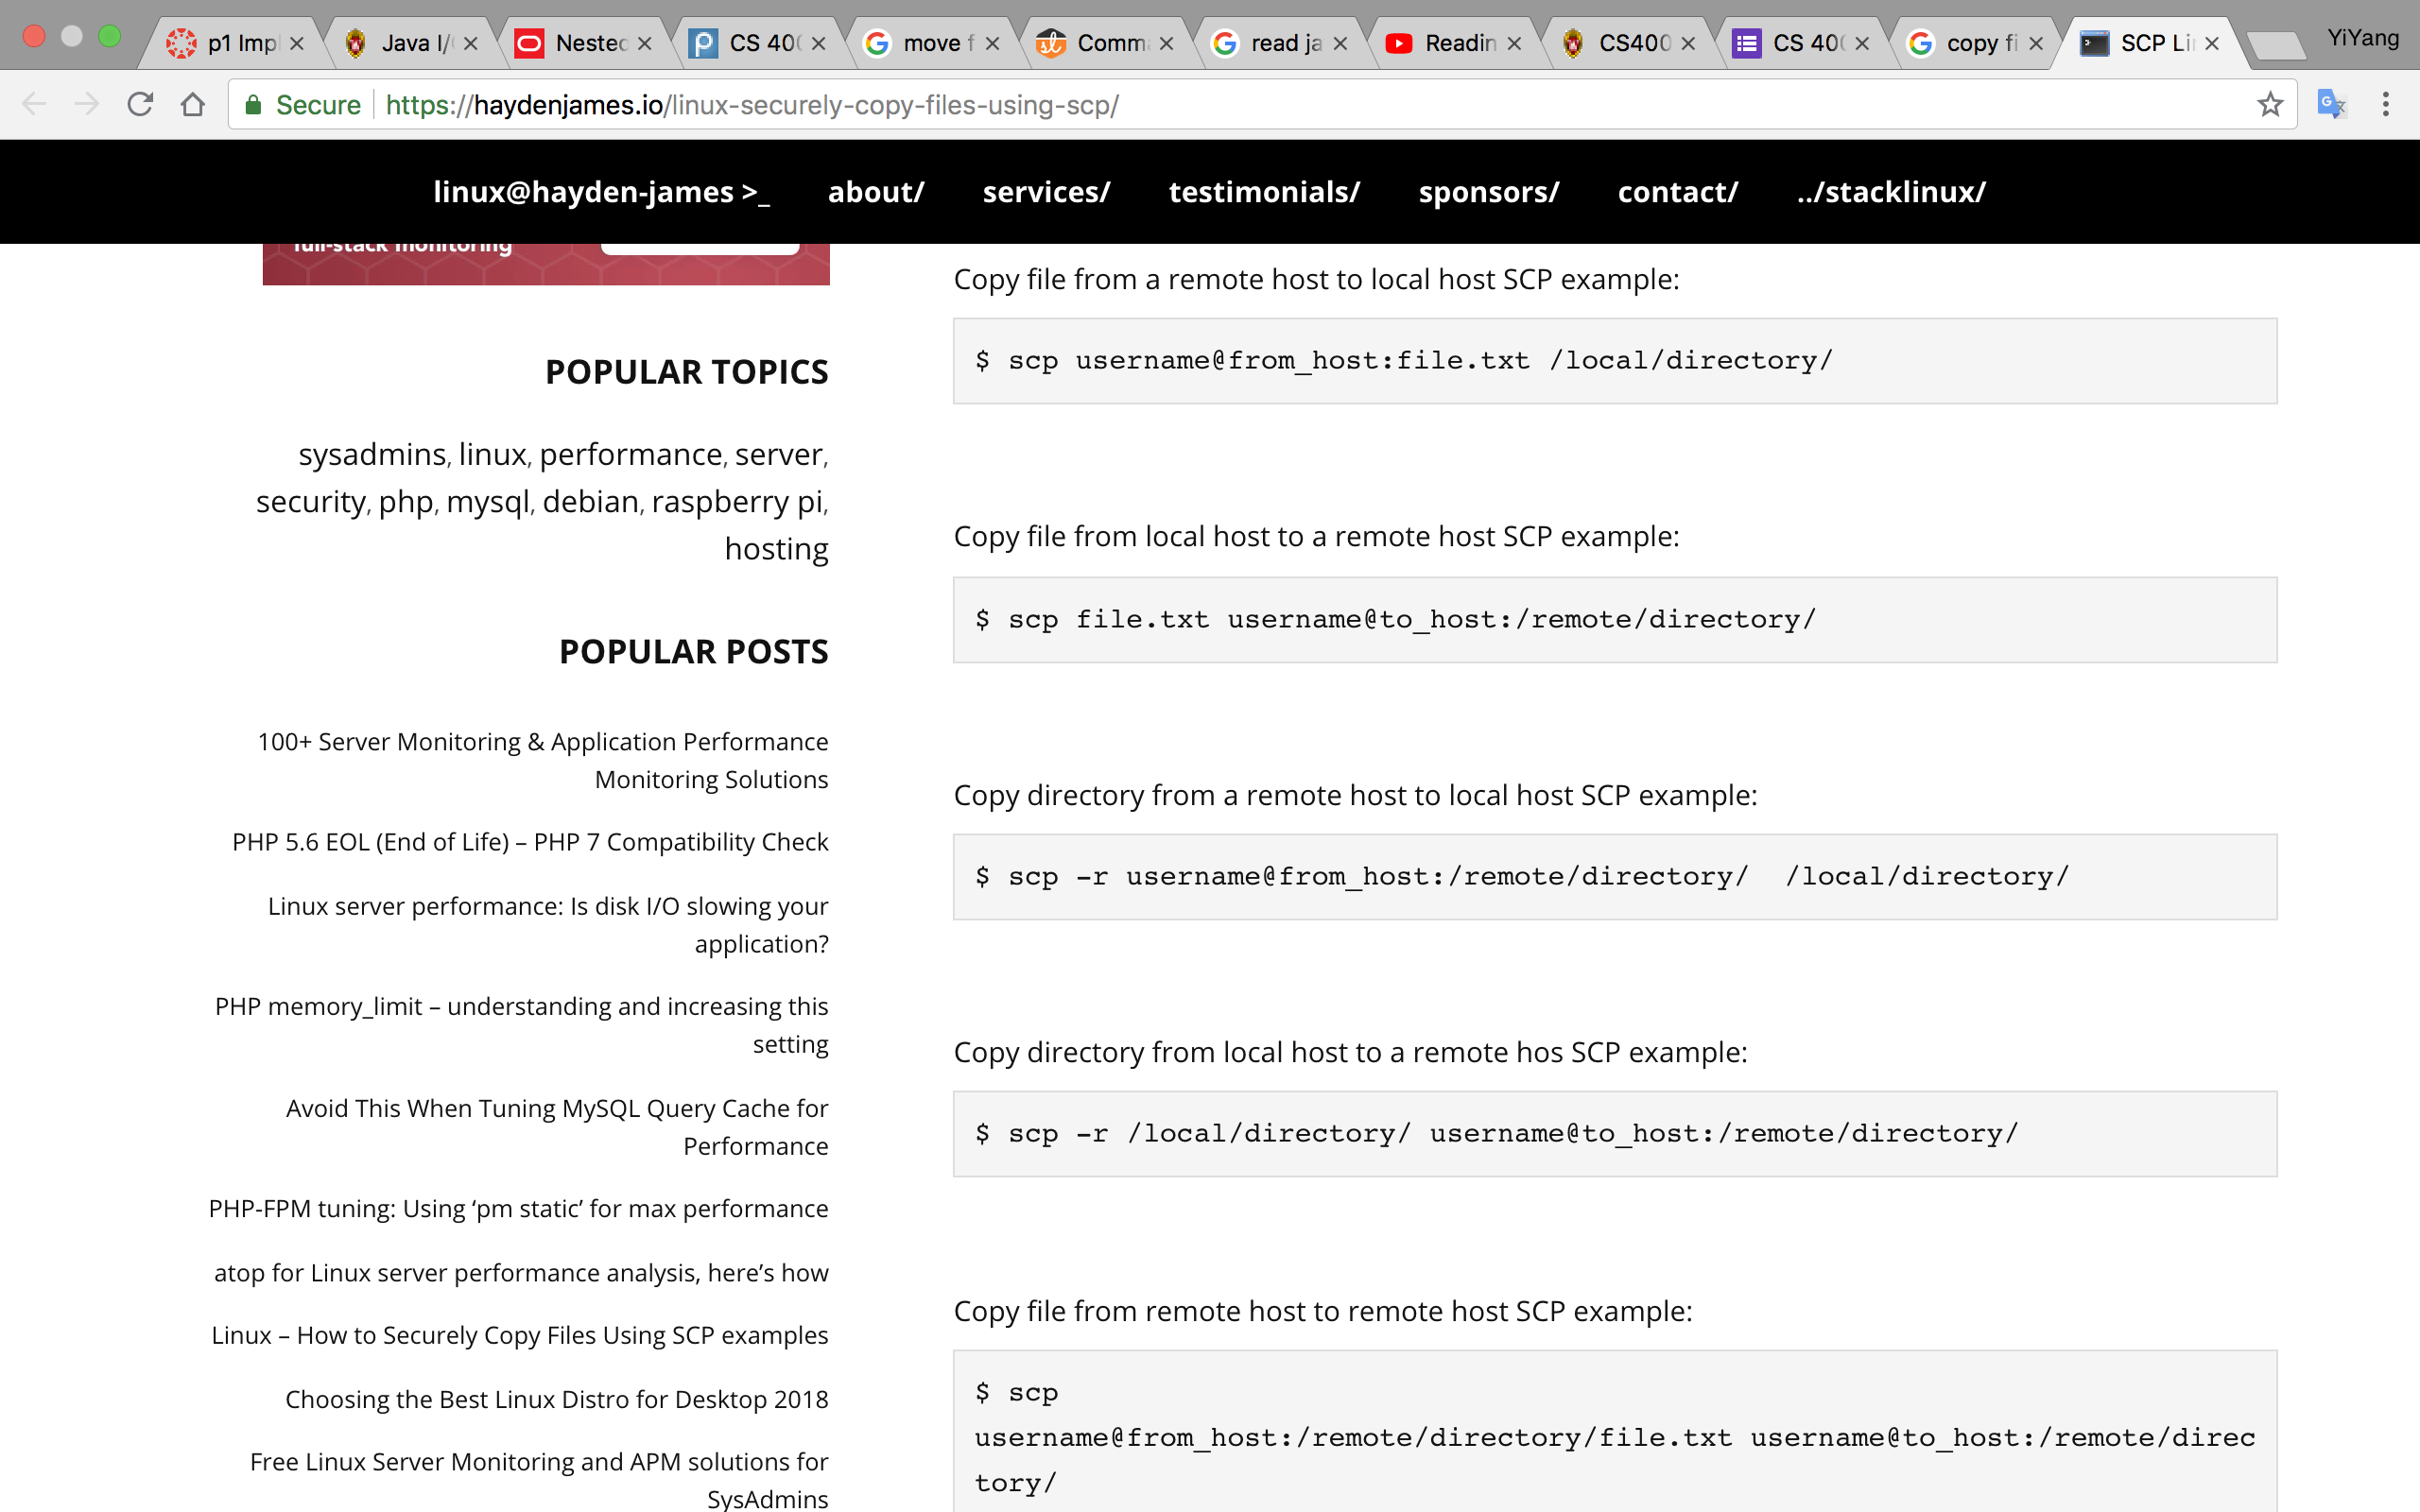 p1 Imp
Java I/
Nested
CS 400
move f
Comma
read ja
Readin
CS400
CS 400
copy fi
SCP Li
YiYang
Secure
https://haydenjames.io/linux-securely-copy-files-using-scp/
linux@hayden-james >_ about/ services/ testimonials/ sponsors/ contact/ ../stacklinux/
full-stack monitoring
POPULAR TOPICS
sysadmins, linux, performance, server,
security, php, mysql, debian, raspberry pi,
hosting
POPULAR POSTS
100+ Server Monitoring & Application Performance
Monitoring Solutions
PHP 5.6 EOL (End of Life) – PHP 7 Compatibility Check
Linux server performance: Is disk I/O slowing your
application?
PHP memory_limit – understanding and increasing this
setting
Avoid This When Tuning MySQL Query Cache for
Performance
PHP-FPM tuning: Using ‘pm static’ for max performance
atop for Linux server performance analysis, here’s how
Linux – How to Securely Copy Files Using SCP examples
Choosing the Best Linux Distro for Desktop 2018
Free Linux Server Monitoring and APM solutions for
SysAdmins
Copy file from a remote host to local host SCP example:
$ scp username@from_host:file.txt /local/directory/
Copy file from local host to a remote host SCP example:
$ scp file.txt username@to_host:/remote/directory/
Copy directory from a remote host to local host SCP example:
$ scp -r username@from_host:/remote/directory/  /local/directory/
Copy directory from local host to a remote hos SCP example:
$ scp -r /local/directory/ username@to_host:/remote/directory/
Copy file from remote host to remote host SCP example:
$ scp
username@from_host:/remote/directory/file.txt username@to_host:/remote/direc
tory/